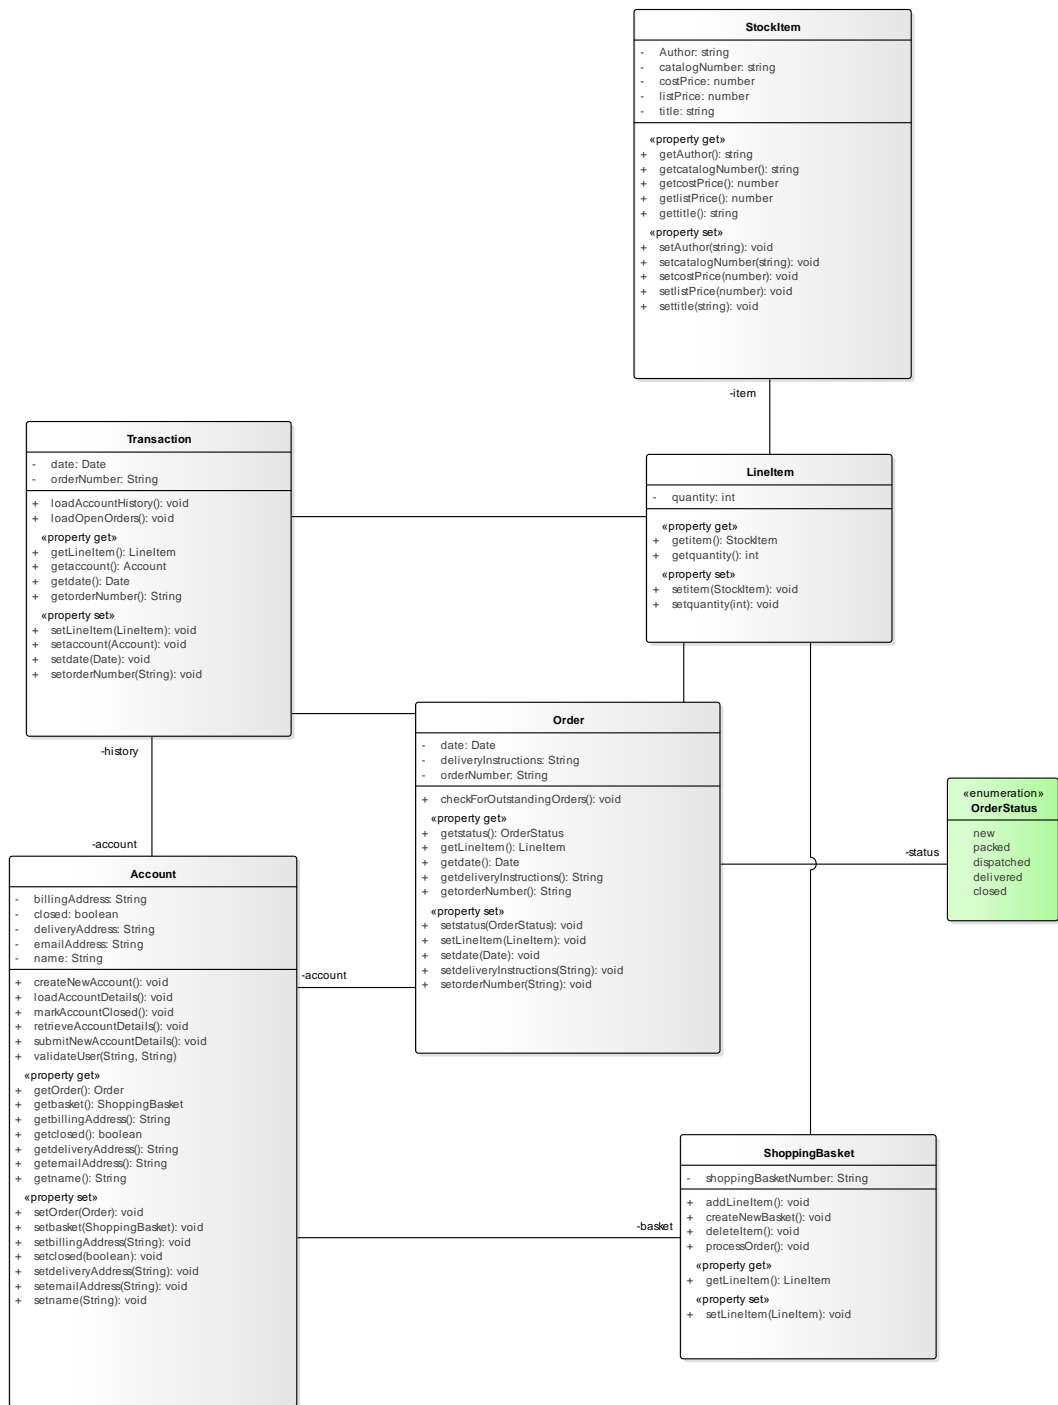 StockItem
- Author: string
- catalogNumber: string
- costPrice: number
- listPrice: number
- title: string
«property get»
+ getAuthor(): string
+ getcatalogNumber(): string
+ getcostPrice(): number
+ getlistPrice(): number
+ gettitle(): string
«property set»
+ setAuthor(string): void
+ setcatalogNumber(string): void
+ setcostPrice(number): void
+ setlistPrice(number): void
+ settitle(string): void
-item
Transaction
- date: Date
- orderNumber: String
+ loadAccountHistory(): void
+ loadOpenOrders(): void
«property get»
+ getLineItem(): LineItem
+ getaccount(): Account
+ getdate(): Date
+ getorderNumber(): String
«property set»
+ setLineItem(LineItem): void
+ setaccount(Account): void
+ setdate(Date): void
+ setorderNumber(String): void
LineItem
- quantity: int
«property get»
+ getitem(): StockItem
+ getquantity(): int
«property set»
+ setitem(StockItem): void
+ setquantity(int): void
-history
-account
Order
- date: Date
- deliveryInstructions: String
- orderNumber: String
+ checkForOutstandingOrders(): void
«property get»
+ getstatus(): OrderStatus
+ getLineItem(): LineItem
+ getdate(): Date
+ getdeliveryInstructions(): String
+ getorderNumber(): String
«property set»
+ setstatus(OrderStatus): void
+ setLineItem(LineItem): void
+ setdate(Date): void
+ setdeliveryInstructions(String): void
+ setorderNumber(String): void
-status
«enumeration»
OrderStatus
new
packed
dispatched
delivered
closed
Account
- billingAddress: String
- closed: boolean
- deliveryAddress: String
- emailAddress: String
- name: String
+ createNewAccount(): void
+ loadAccountDetails(): void
+ markAccountClosed(): void
+ retrieveAccountDetails(): void
+ submitNewAccountDetails(): void
+ validateUser(String, String)
«property get»
+ getOrder(): Order
+ getbasket(): ShoppingBasket
+ getbillingAddress(): String
+ getclosed(): boolean
+ getdeliveryAddress(): String
+ getemailAddress(): String
+ getname(): String
«property set»
+ setOrder(Order): void
+ setbasket(ShoppingBasket): void
+ setbillingAddress(String): void
+ setclosed(boolean): void
+ setdeliveryAddress(String): void
+ setemailAddress(String): void
+ setname(String): void
-account
-basket
ShoppingBasket
- shoppingBasketNumber: String
+ addLineItem(): void
+ createNewBasket(): void
+ deleteItem(): void
+ processOrder(): void
«property get»
+ getLineItem(): LineItem
«property set»
+ setLineItem(LineItem): void